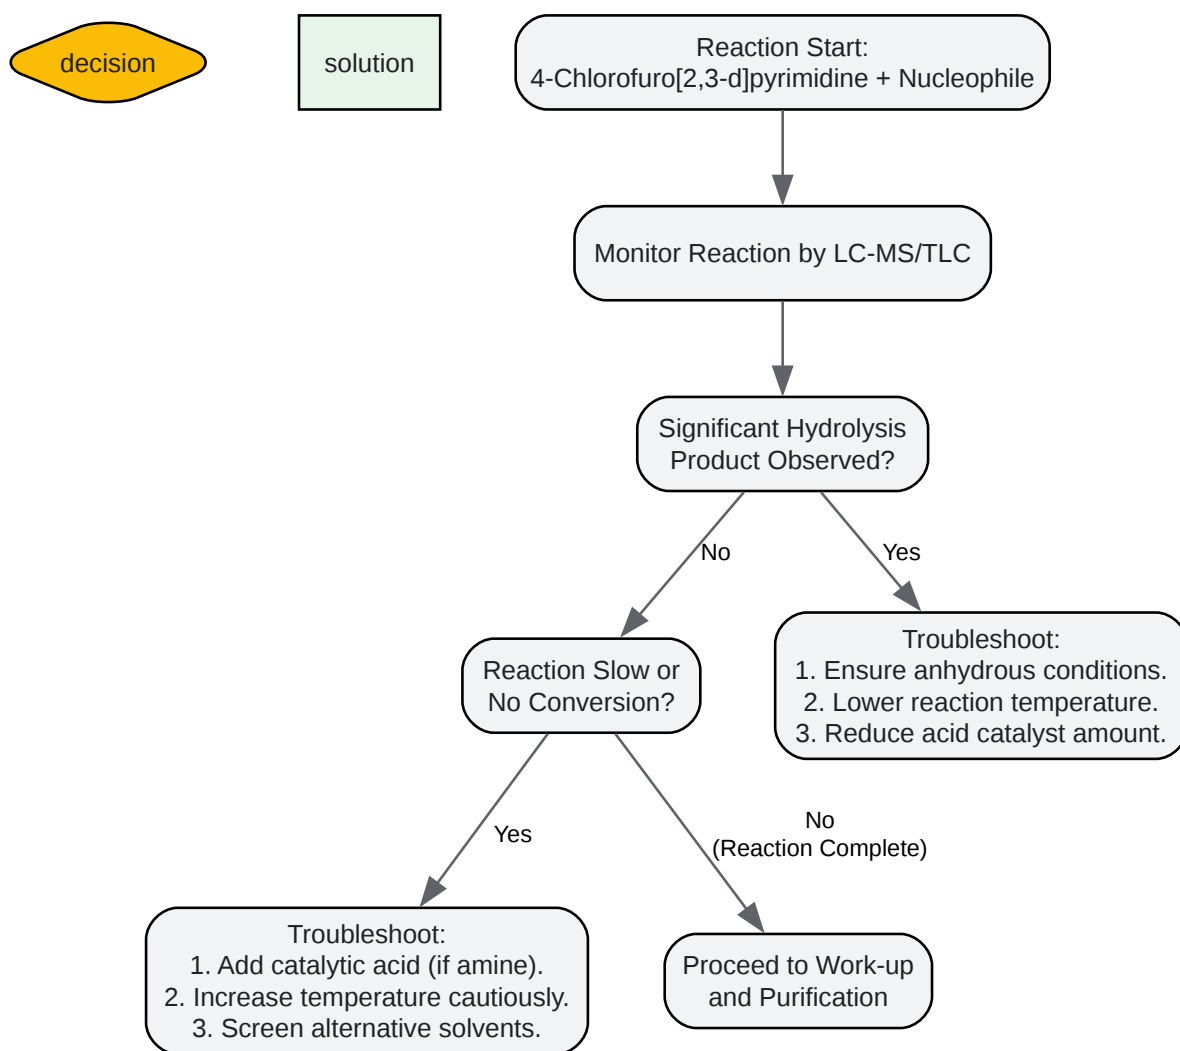 decision
solution
Reaction Start:
4-Chlorofuro[2,3-d]pyrimidine + Nucleophile
Monitor Reaction by LC-MS/TLC
Significant Hydrolysis
Product Observed?
No
Yes
Reaction Slow or
No Conversion?
Troubleshoot:
1. Ensure anhydrous conditions.
2. Lower reaction temperature.
3. Reduce acid catalyst amount.
Yes
No
(Reaction Complete)
Troubleshoot:
1. Add catalytic acid (if amine).
2. Increase temperature cautiously.
3. Screen alternative solvents.
Proceed to Work-up
and Purification